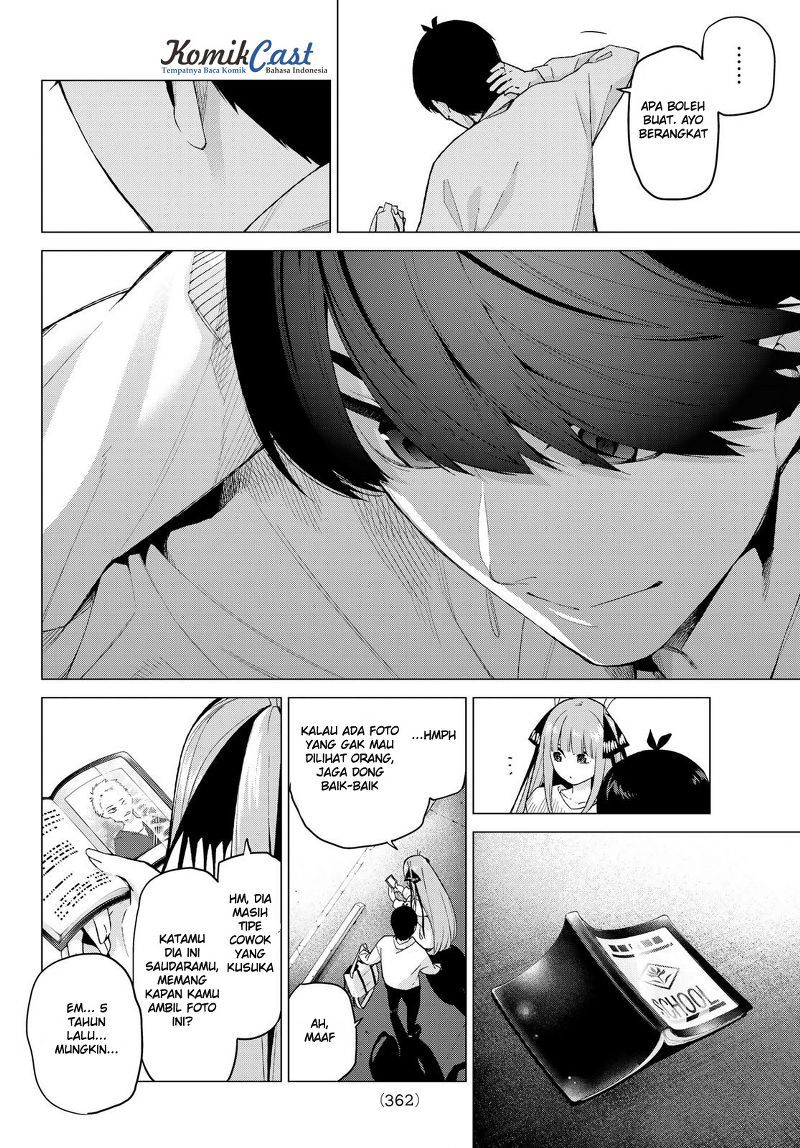 KomikCast
Tempatnya Baca Komik Bahasa Indonesia
......
APA BOLEH
BUAT. AYO
BERANGKAT
...HMPH
KALAU ADA FOTO
YANG GAK MAU
DILIHAT ORANG,
JAGA DONG
BAIK-BAIK
AH,
MAAF
SCHOOL
HM, DIA
MASIH
TIPE
COWOK
YANG
KUSUKA
KATAMU
DIA INI
SAUDARAMU,
MEMANG
KAPAN KAMU
AMBIL FOTO
INI?
EM... 5
TAHUN
LALU...
MUNGKIN...
(362)